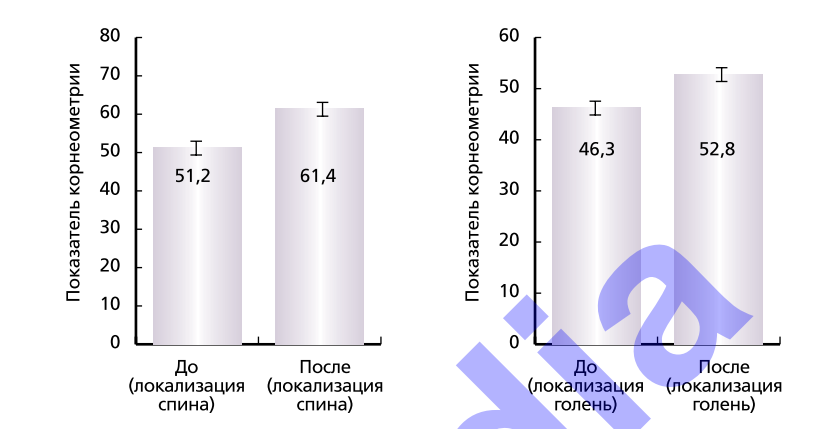 Показатель корнеометрии
80
70
60
50
40
30
20
10
0
51,2
61,4
До
(локализация
спина)
После
(локализация
спина)
Показатель корнеометрии
60
50
40
30
20
10
0
46,3
52,8
До
(локализация
голень)
После
(локализация
голень)
dia